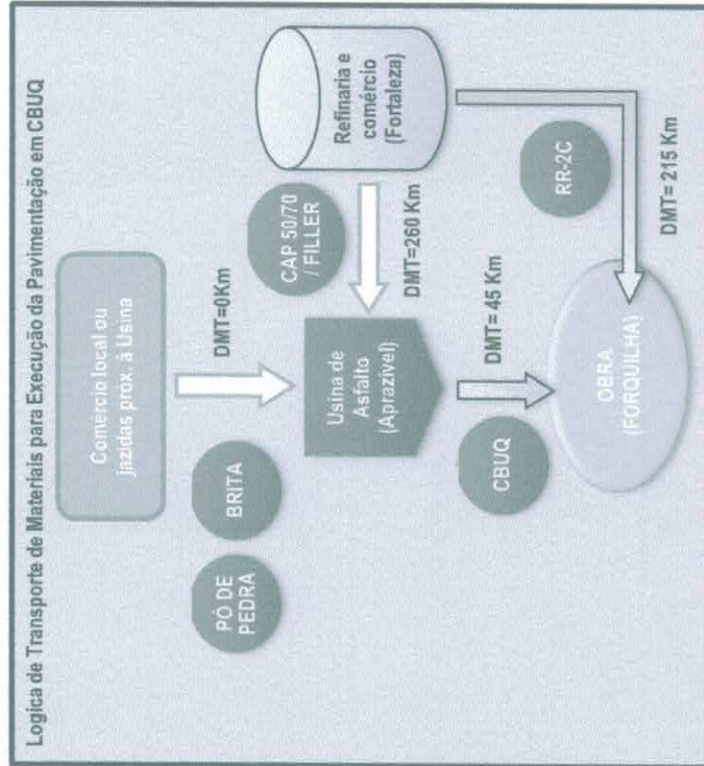 Logica de Transporte de Materiais para Execução da Pavimentação em CBUQ
Comércio local ou
jazidas prox. à Usina
PÓ DE
PEDRA
BRITA
DMT=0Km
CAP 50/70
/ FILLER
Refinaria e
comércio
(Fortaleza)
Usina de
Asfalto
(Aprazível)
DMT=260 Km
CBUQ
DMT= 45 Km
RR-2C
OBRA
(FORQUILHA)
DMT= 215 Km